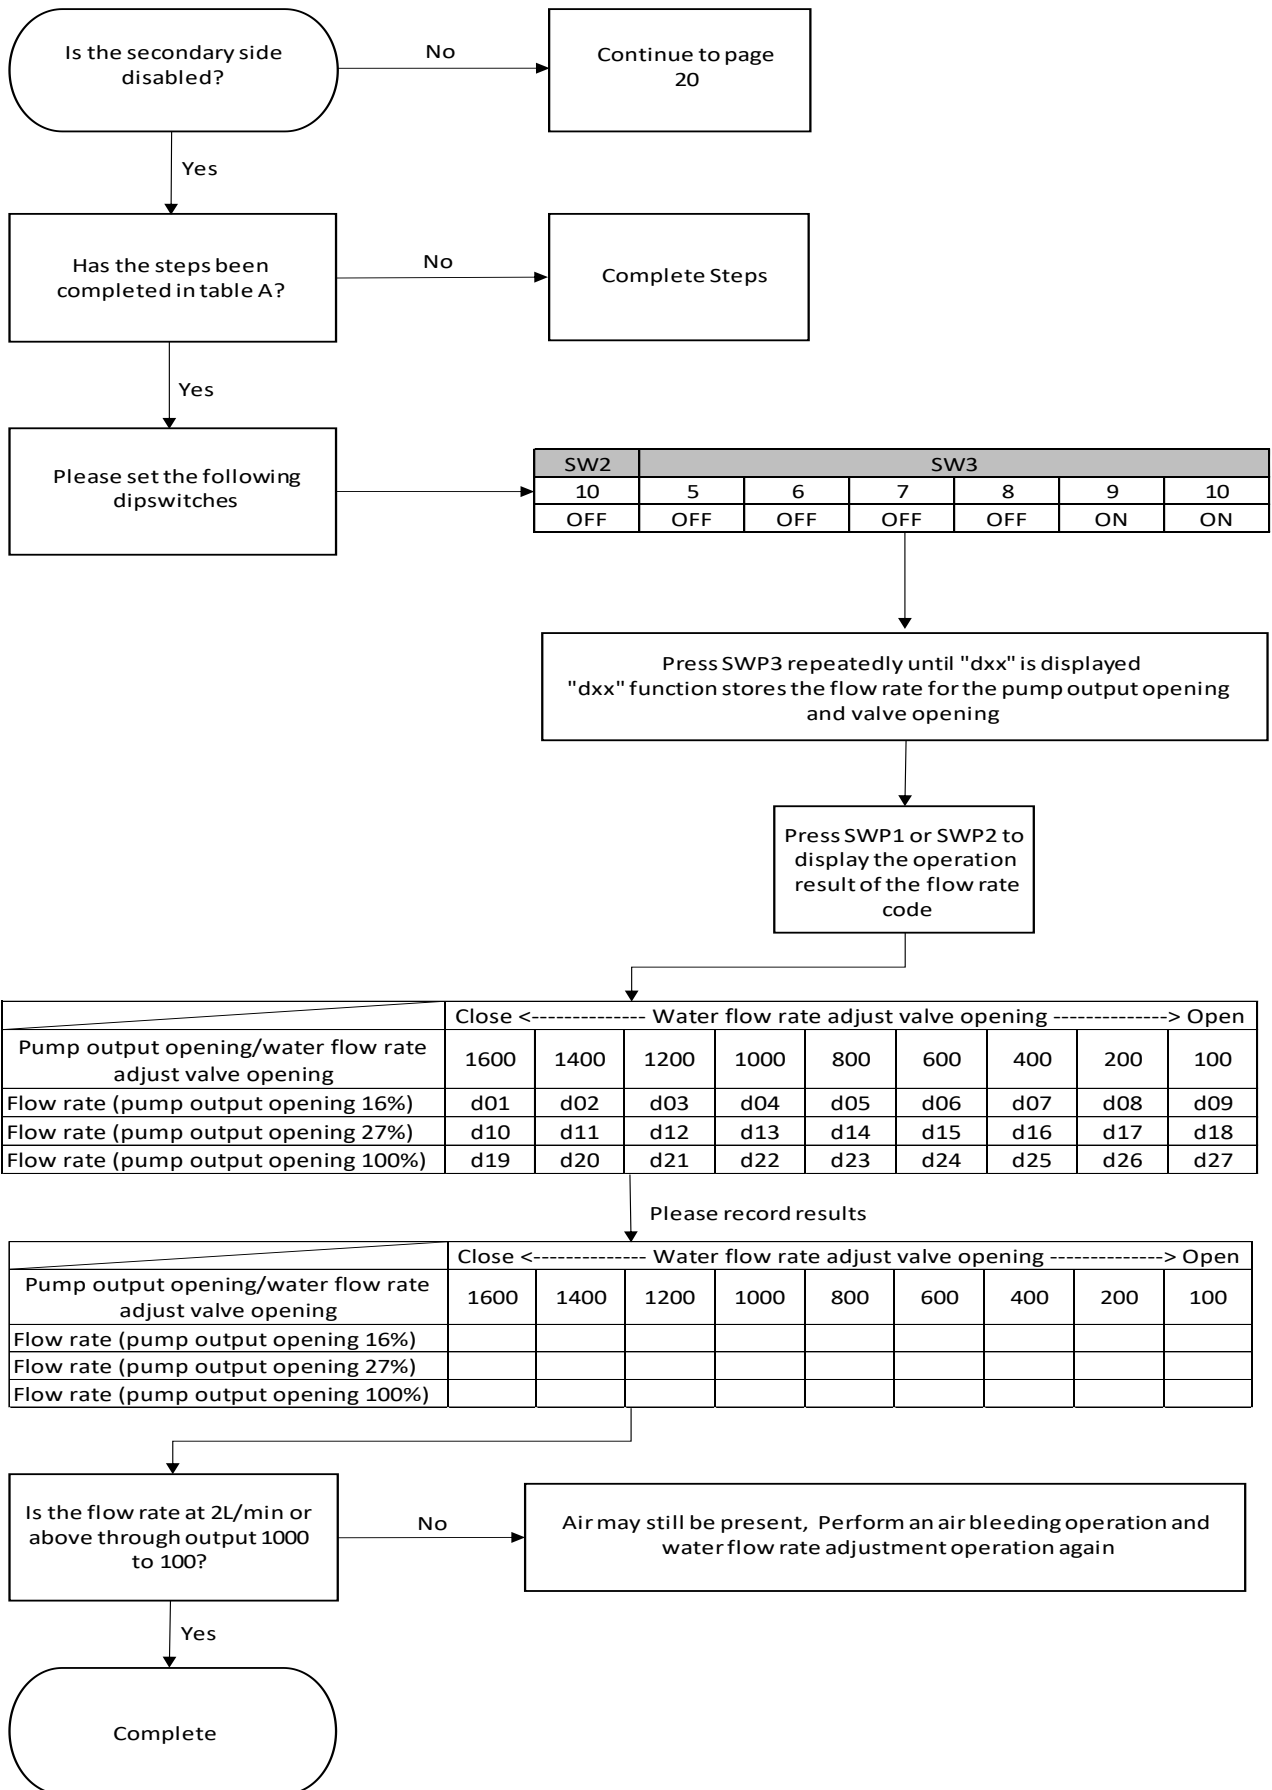 Is the secondary side
disabled?
No
Continue to page
20
Yes
Has the steps been
completed in table A?
No
Complete Steps
Yes
Please set the following
dipswitches
SW2 SW3
10 5 6 7 8 9 10
OFF OFF OFF OFF OFF ON ON
Press SWP3 repeatedly until "dxx" is displayed
"dxx" function stores the flow rate for the pump output opening
and valve opening
Press SWP1 or SWP2 to
display the operation
result of the flow rate
code
Close <-------------- Water flow rate adjust valve opening --------------> Open
Pump output opening/water flow rate
adjust valve opening
1600 1400 1200 1000 800 600 400 200 100
Flow rate (pump output opening 16%) d01 d02 d03 d04 d05 d06 d07 d08 d09
Flow rate (pump output opening 27%) d10 d11 d12 d13 d14 d15 d16 d17 d18
Flow rate (pump output opening 100%) d19 d20 d21 d22 d23 d24 d25 d26 d27
Please record results
Close <-------------- Water flow rate adjust valve opening --------------> Open
Pump output opening/water flow rate
adjust valve opening
1600 1400 1200 1000 800 600 400 200 100
Flow rate (pump output opening 16%)
Flow rate (pump output opening 27%)
Flow rate (pump output opening 100%)
Is the flow rate at 2L/min or
above through output 1000
to 100?
No
Air may still be present, Perform an air bleeding operation and
water flow rate adjustment operation again
Yes
Complete